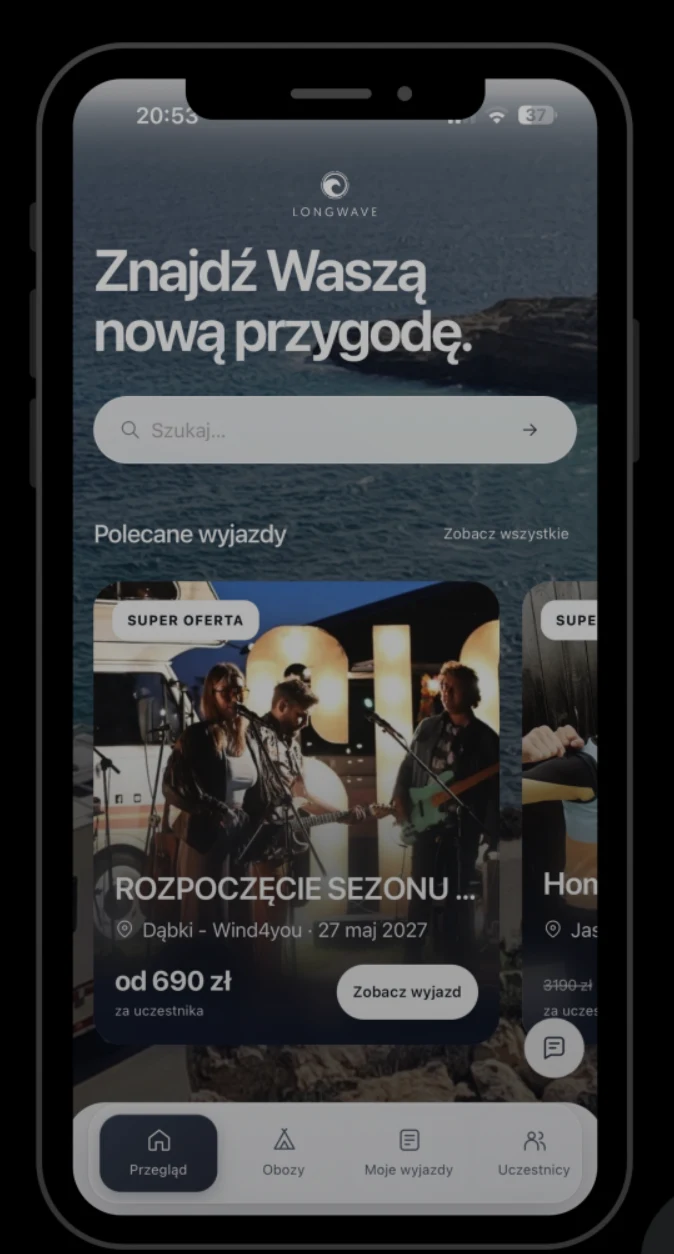 20:53
37
LONGWAVE
Znajdź Waszą
nową przygodę.
Szukaj...
Polecane wyjazdy
Zobacz wszystkie
SUPER OFERTA
SUPE
ROZPOCZĘCIE SEZONU ...
Dąbki - Wind4you · 27 maj 2027
od 690 zł
za uczestnika
Zobacz wyjazd
Hon
Jas
3190 zł
za uczes
Przegląd
Obozy
Moje wyjazdy
Uczestnicy